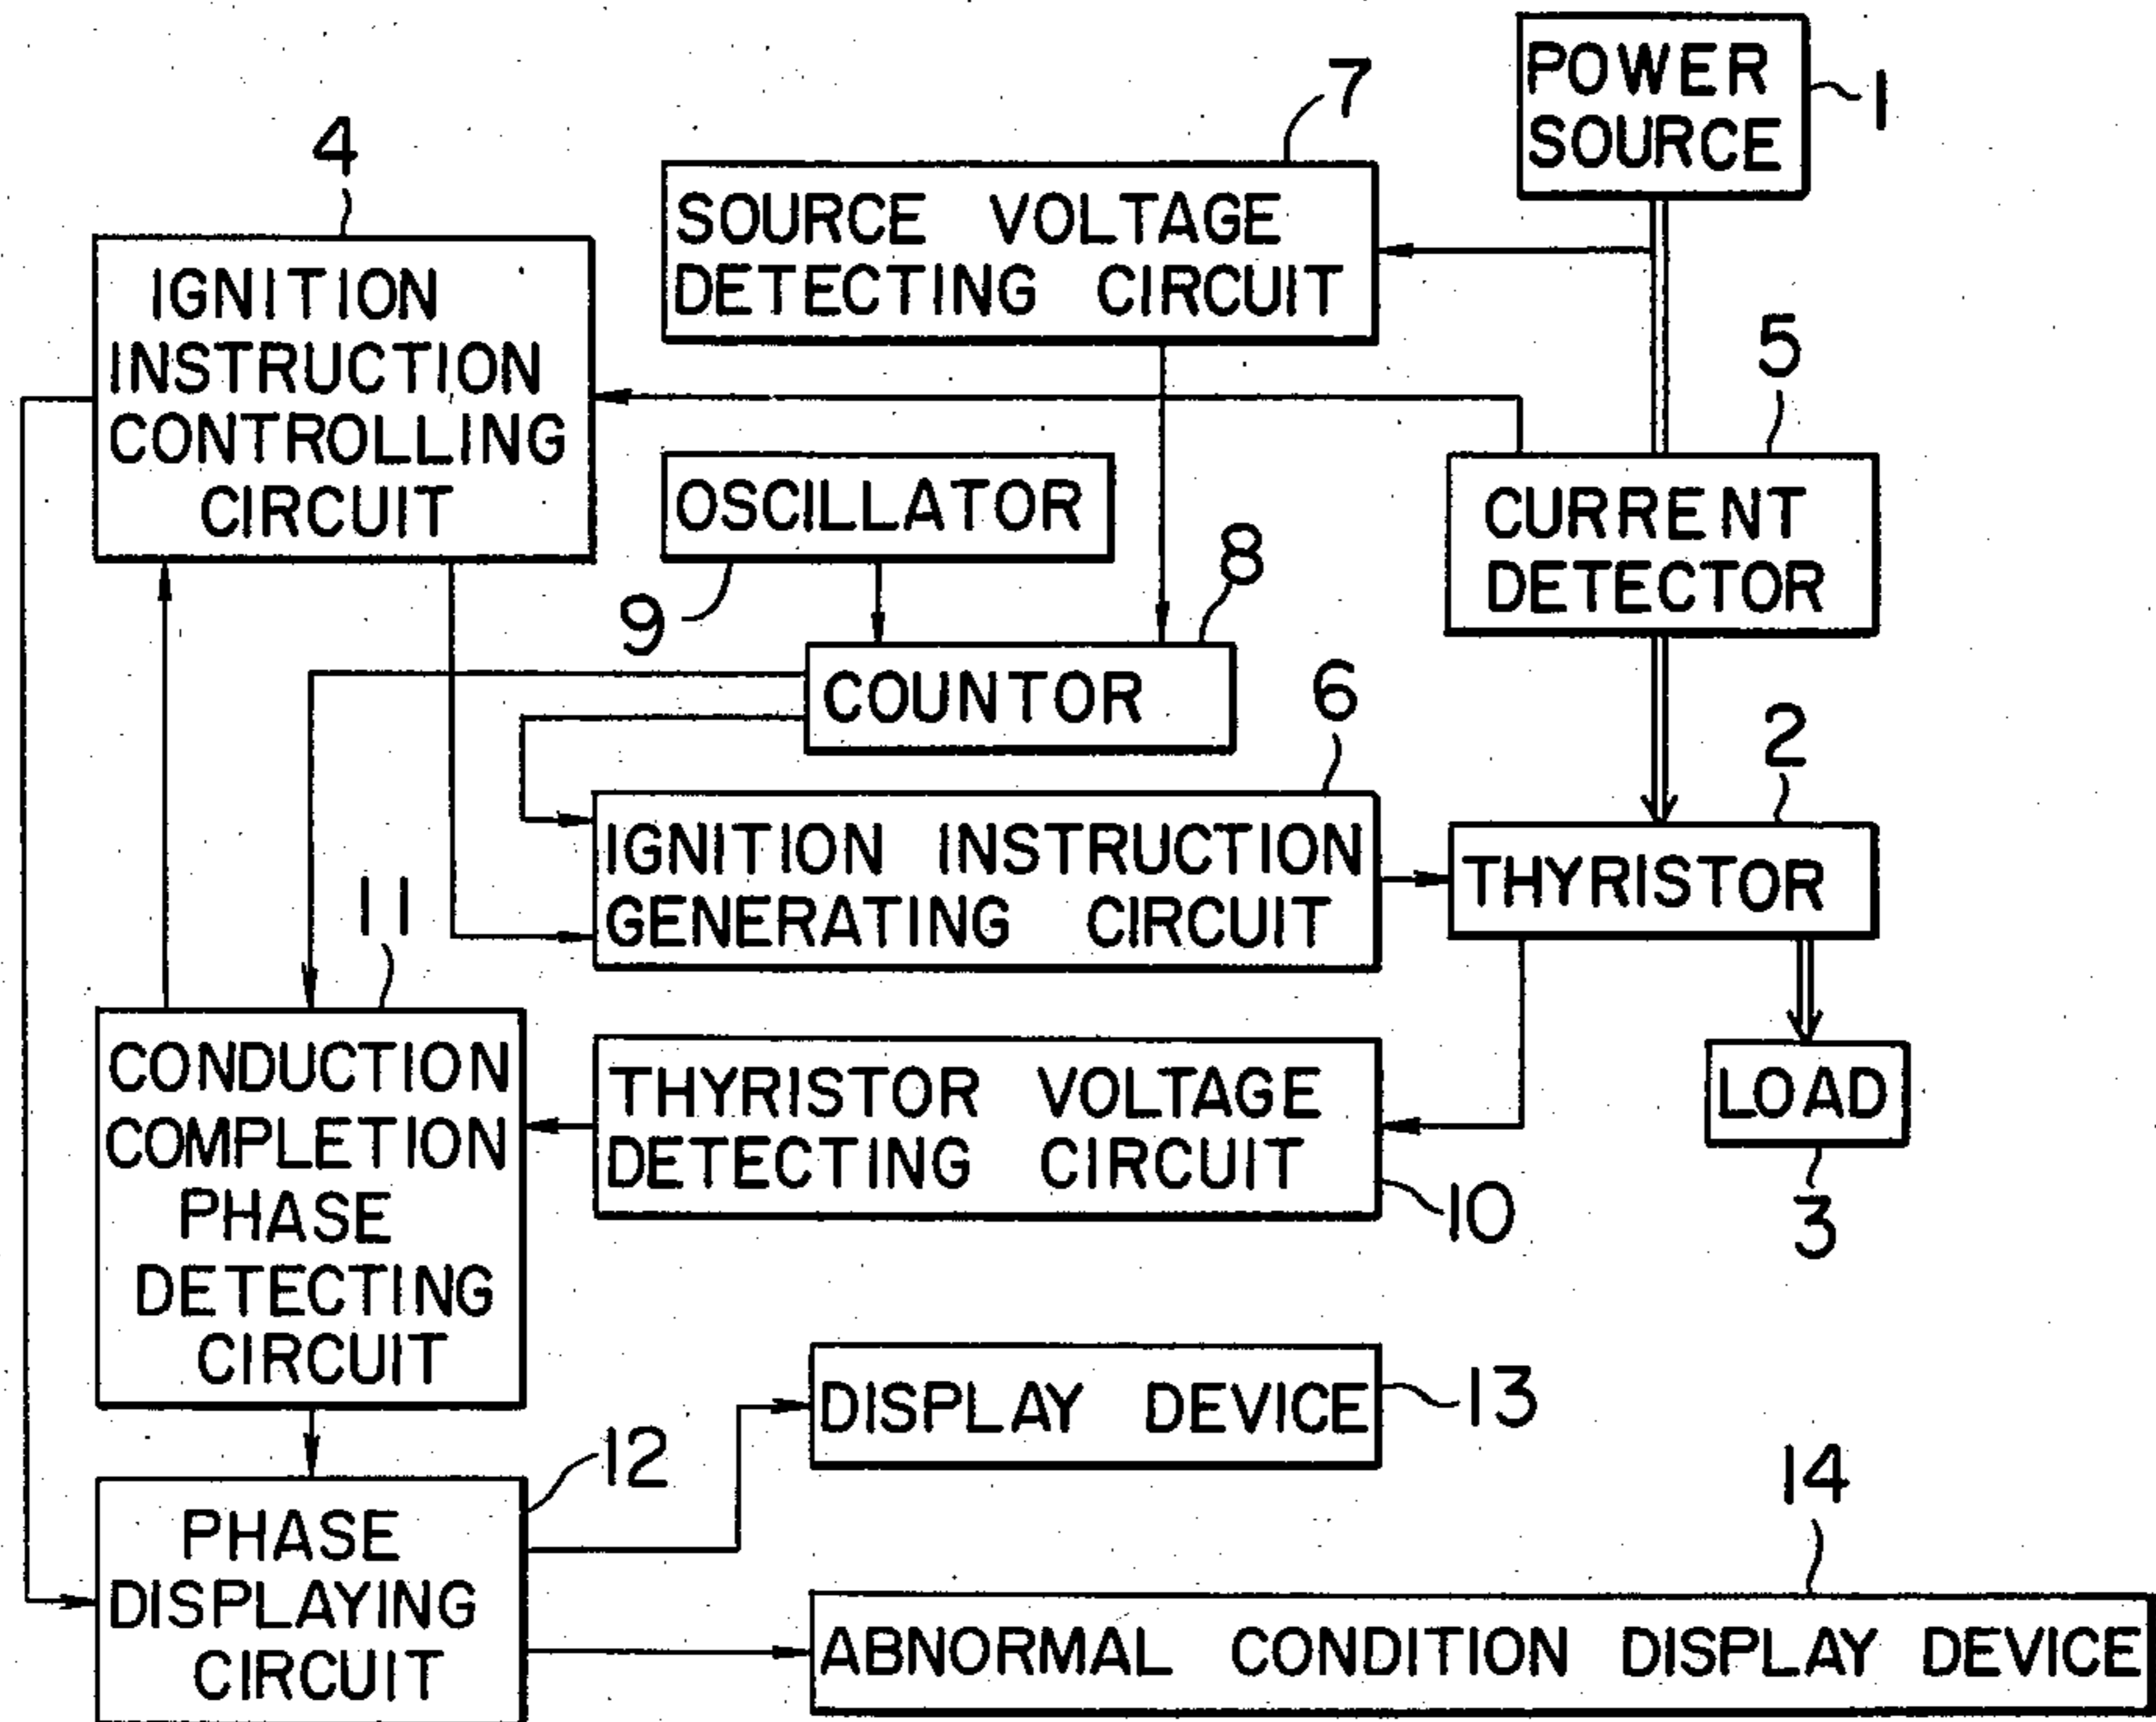 POWER
SOURCE
1
7
SOURCE VOLTAGE
DETECTING CIRCUIT
4
IGNITION
INSTRUCTION
CONTROLLING
CIRCUIT
5
CURRENT
DETECTOR
OSCILLATOR
9
8
COUNTOR
6
IGNITION INSTRUCTION
GENERATING CIRCUIT
2
THYRISTOR
11
CONDUCTION
COMPLETION
PHASE
DETECTING
CIRCUIT
THYRISTOR VOLTAGE
DETECTING CIRCUIT
10
LOAD
3
DISPLAY DEVICE
13
12
PHASE
DISPLAYING
CIRCUIT
14
ABNORMAL CONDITION DISPLAY DEVICE